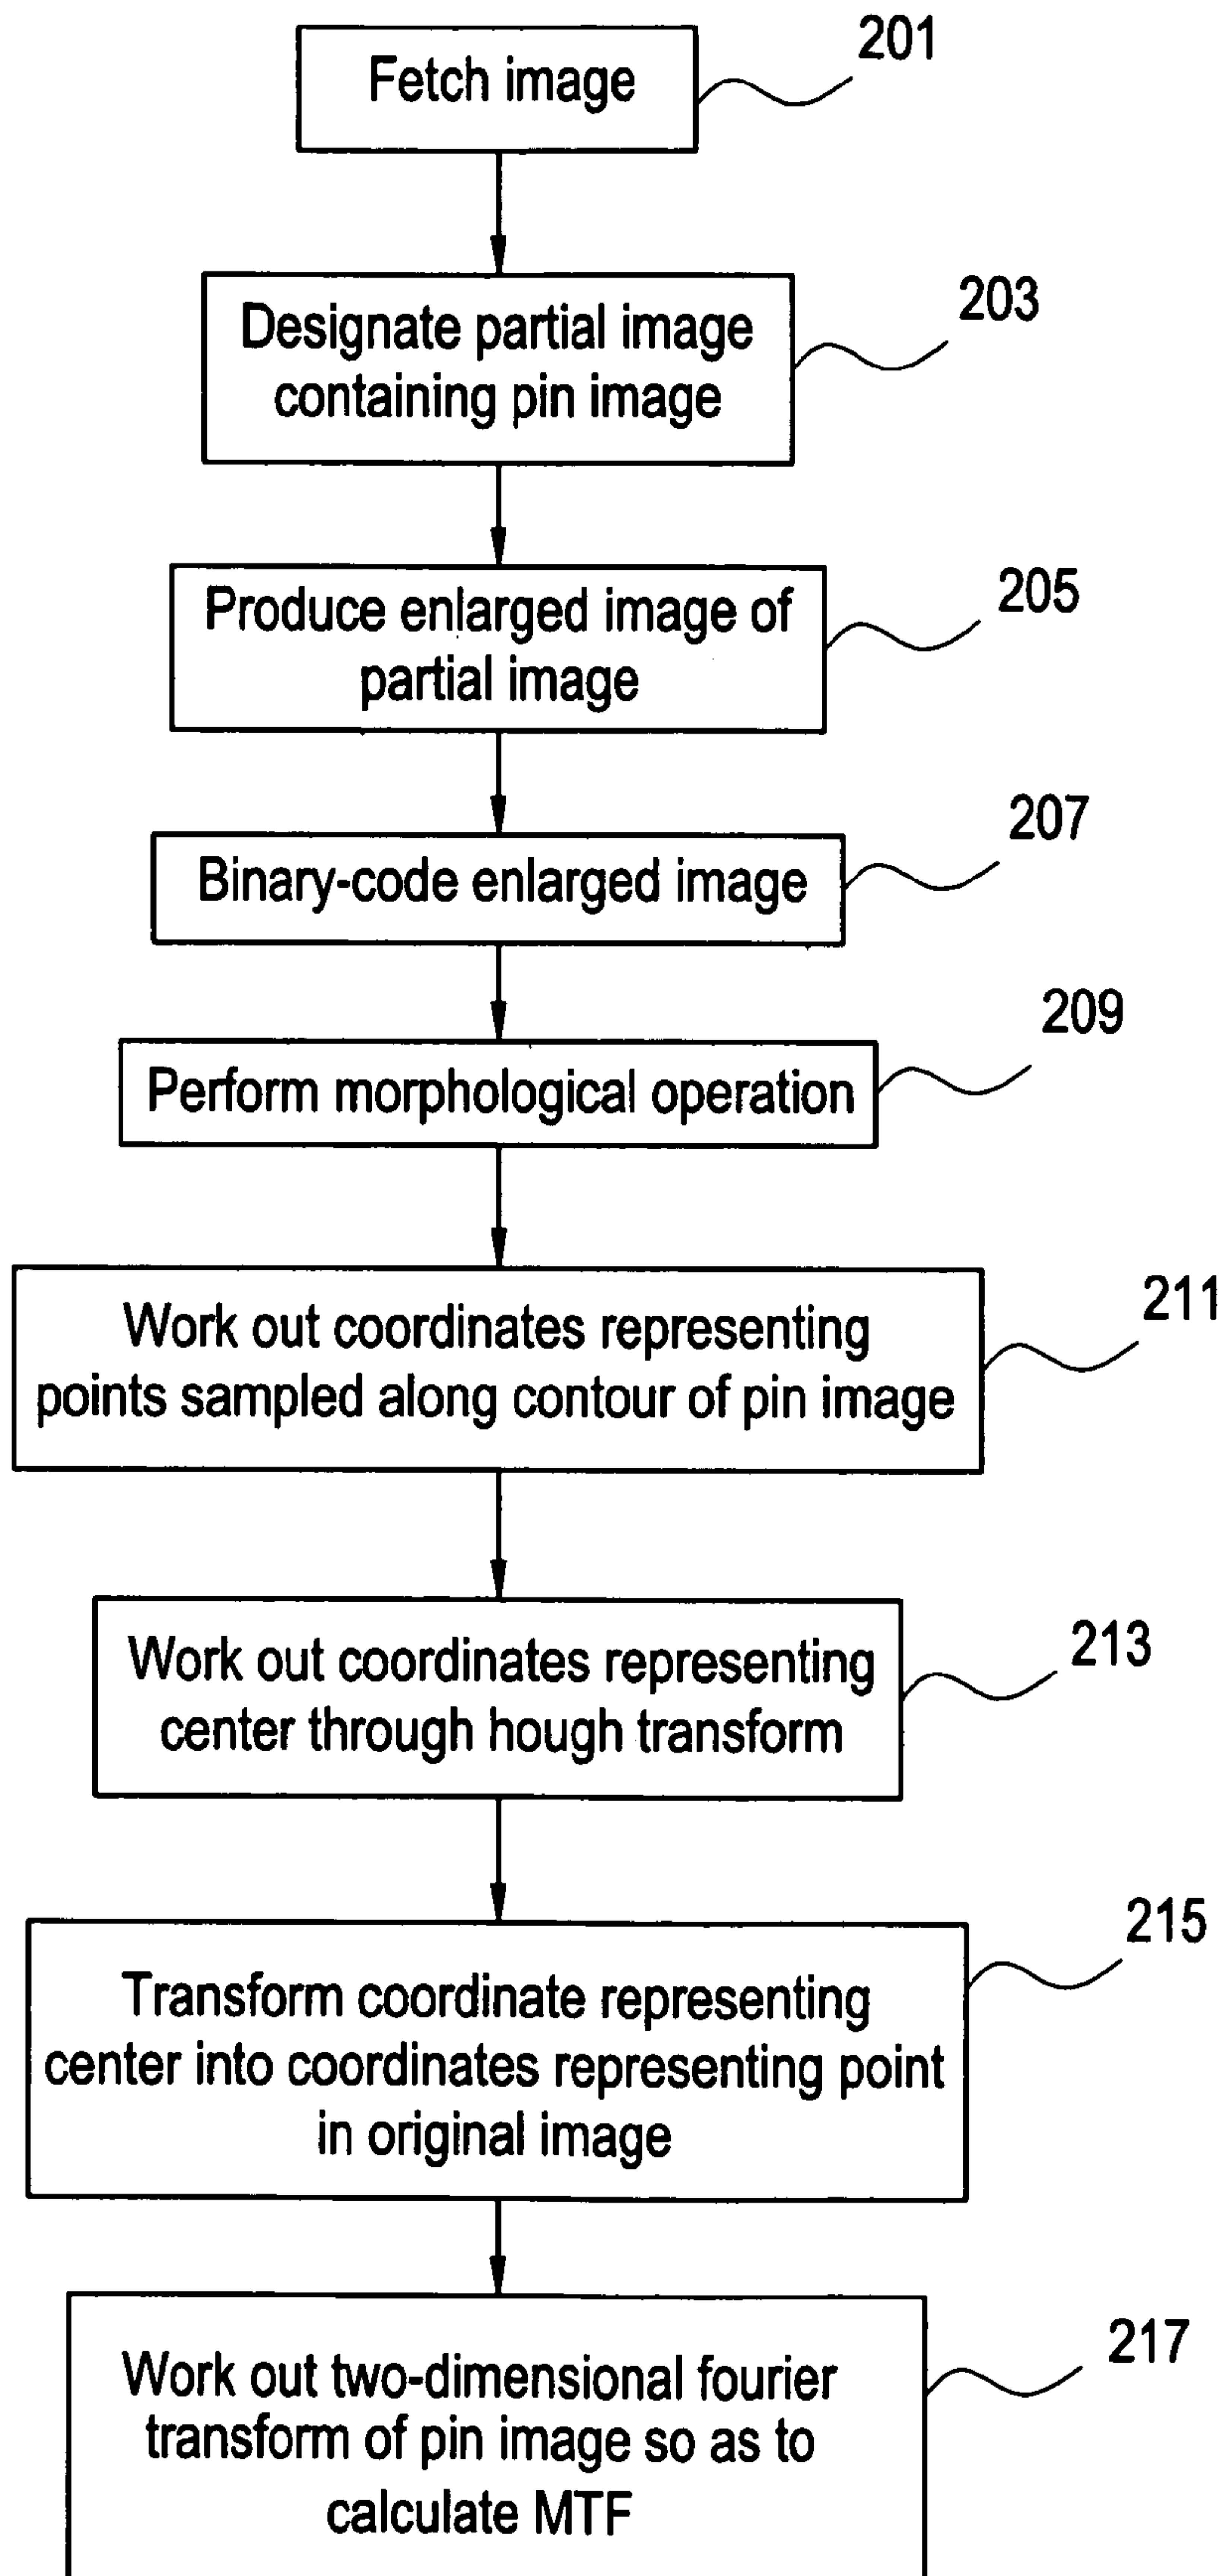 201
Fetch image
203
Designate partial image
containing pin image
205
Produce enlarged image of
partial image
207
Binary-code enlarged image
209
Perform morphological operation
211
Work out coordinates representing
points sampled along contour of pin image
213
Work out coordinates representing
center through hough transform
215
Transform coordinate representing
center into coordinates representing point
in original image
217
Work out two-dimensional fourier
transform of pin image so as to
calculate MTF